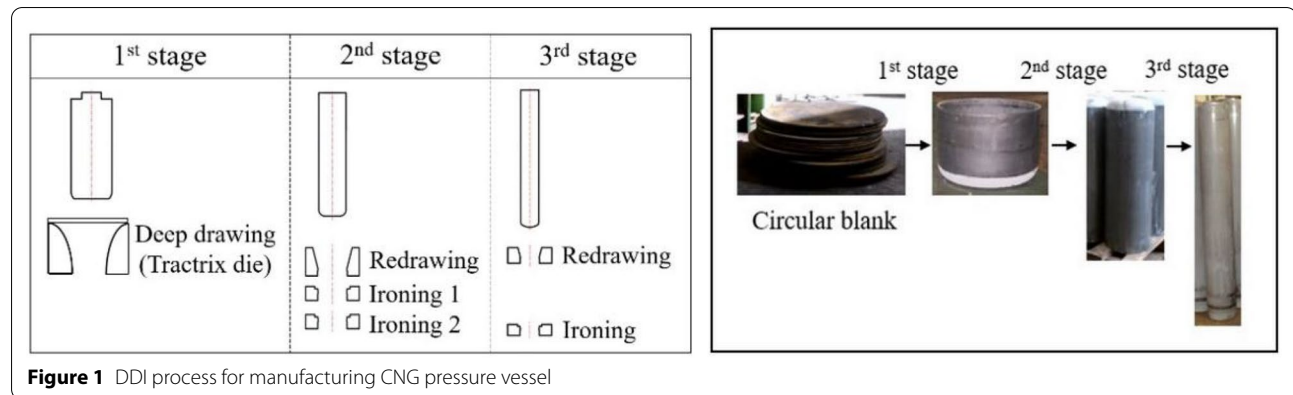 1st stage
2nd stage
3rd stage
Deep drawing
(Tractrix die)
Redrawing
Ironing 1
Ironing 2
Redrawing
Ironing
1st stage
2nd stage
3rd stage
Circular blank
Figure 1 DDI process for manufacturing CNG pressure vessel